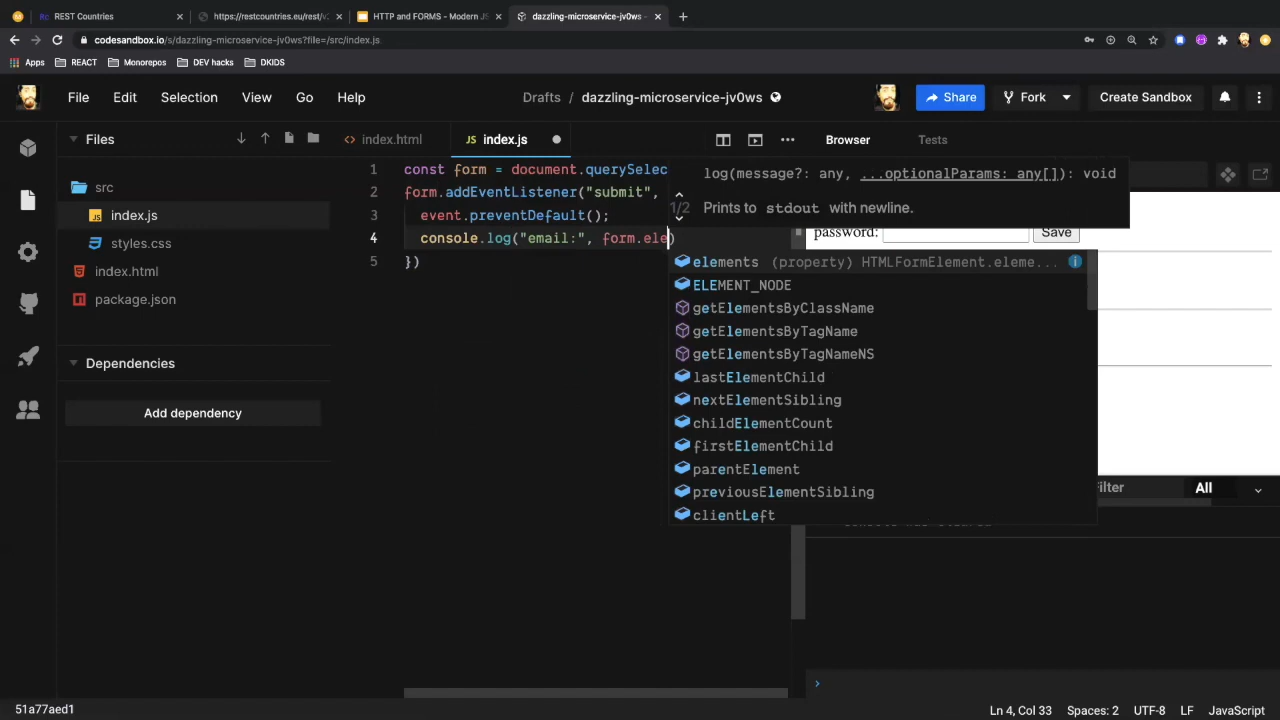 REST Countries
https://restcountries.eu/rest/v
HTTP and FORMS - Modern JS
dazzling-microservice-jv0ws -
codesandbox.io/s/dazzling-microservice-jv0ws?file=/src/index.js
Apps
REACT
Monorepos
DEV hacks
DKIDS
File
Edit
Selection
View
Go
Help
Drafts / dazzling-microservice-jv0ws
Share
Fork
Create Sandbox
Files
index.html
JS index.js
Browser
Tests
src
index.js
styles.css
index.html
package.json
Dependencies
Add dependency
1 const form = document.querySelec
2 form.addEventListener("submit",
3 event.preventDefault();
4 console.log("email:", form.ele)
5 })
log(message?: any, ...optionalParams: any[]): void
1/2 Prints to stdout with newline.
password:
Save
elements (property) HTMLFormElement.eleme...
ELEMENT_NODE
getElementsByClassName
getElementsByTagName
getElementsByTagNameNS
lastElementChild
nextElementSibling
childElementCount
firstElementChild
parentElement
previousElementSibling
clientLeft
ilter
All
51a77aed1
Ln 4, Col 33
Spaces: 2
UTF-8
LF
JavaScript